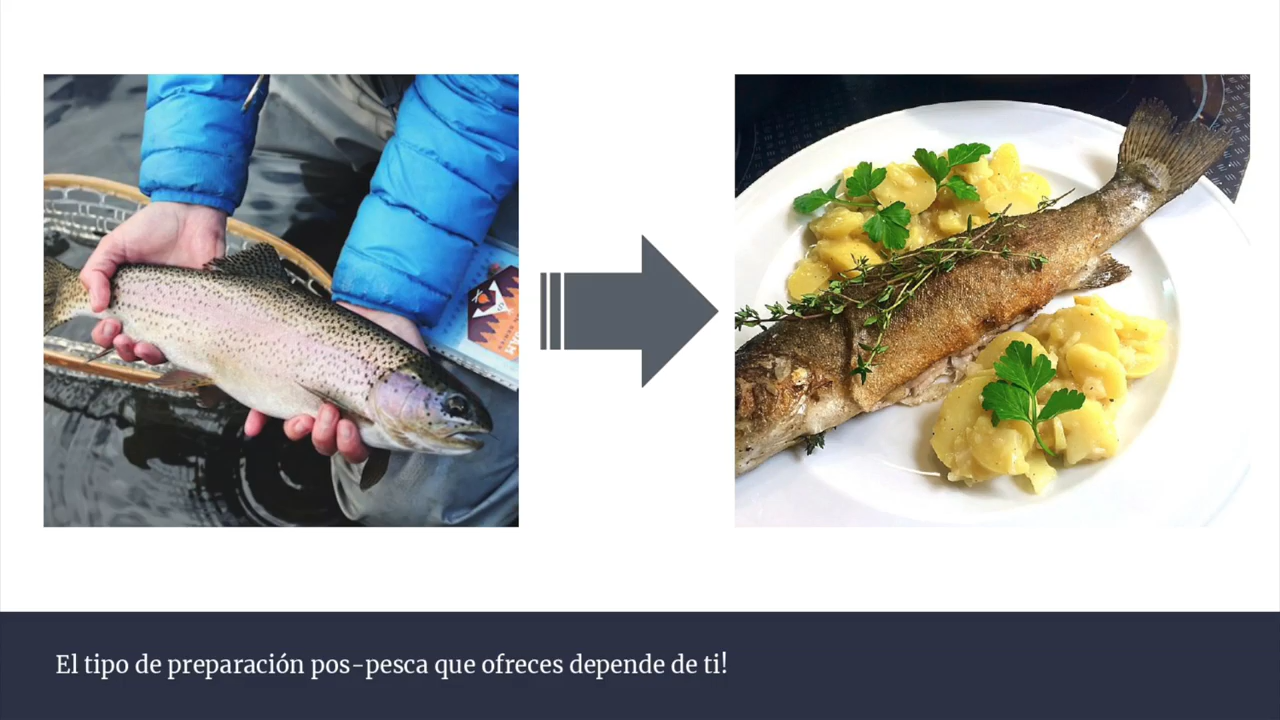 El tipo de preparación pos-pesca que ofreces depende de ti!